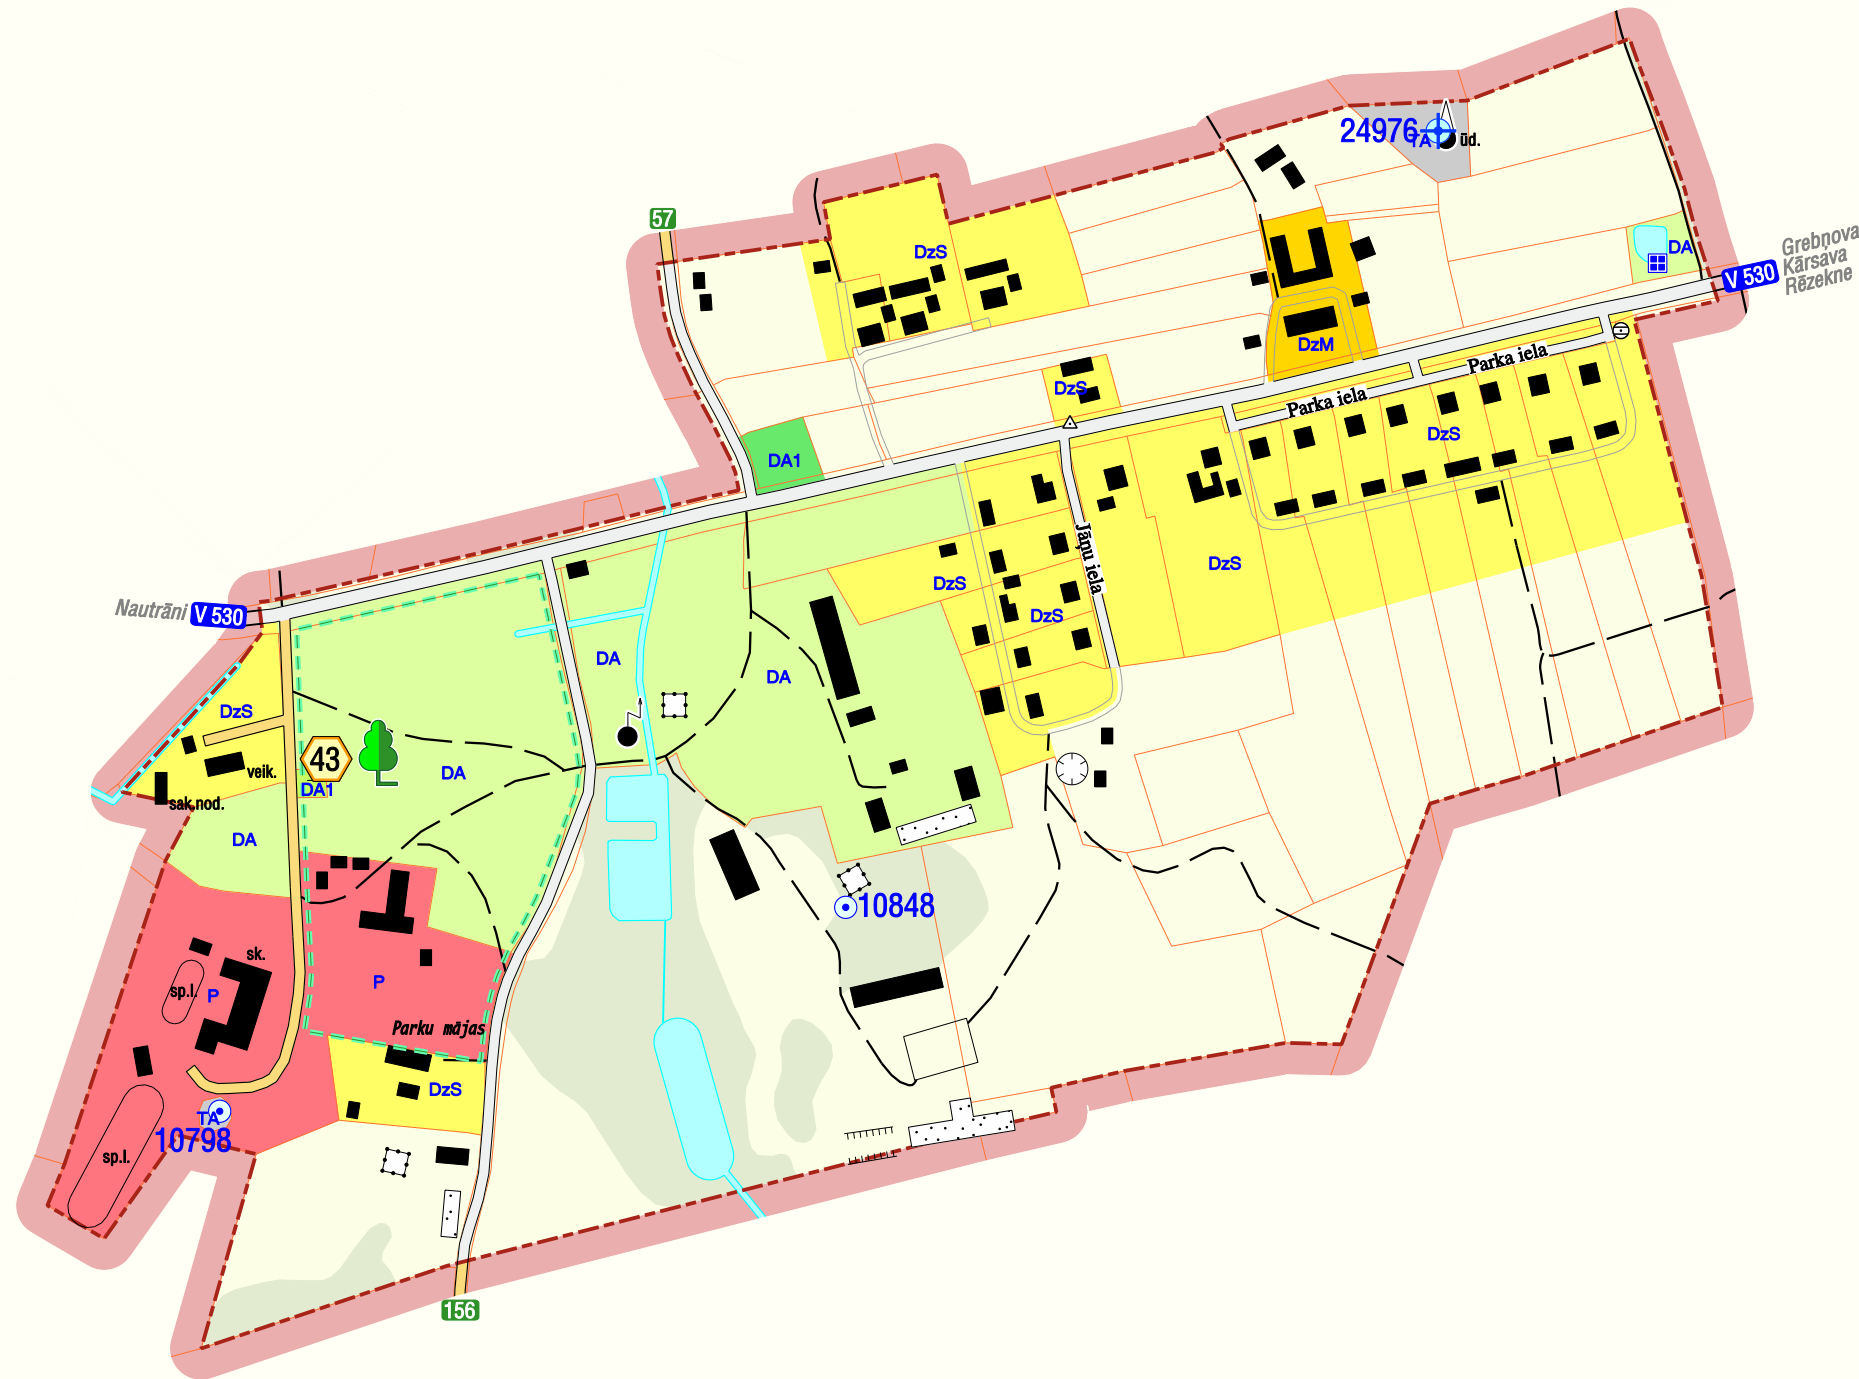 24976
TA
ūd.
57
DzS
DA
Grebņova
Kārsava
Rēzekne
V 530
DzM
Parka iela
Parka iela
DzS
DzS
DA1
Jāņu iela
DzS
DzS
DzS
Nautrāni
V 530
DA
DA
DzS
43
veik.
DA
DA1
sak.nod.
DA
10848
sk.
sp.l.
P
P
Parku mājas
DzS
TA
10798
sp.l.
156